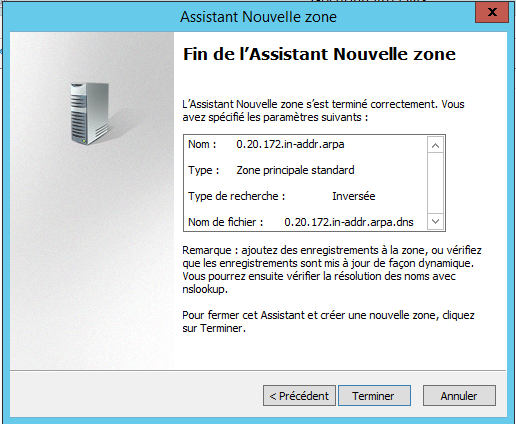 Assistant Nouvelle zone
x
Fin de l'Assistant Nouvelle zone
L'Assistant Nouvelle zone s'est terminé correctement. Vous
avez spécifié les paramètres suivants :
Nom : 0.20.172.in-addr.arpa
Type : Zone principale standard
Type de recherche : Inversée
Nom de fichier : 0.20.172.in-addr.arpa.dns
Remarque : ajoutez des enregistrements à la zone, ou vérifiez
que les enregistrements sont mis à jour de façon dynamique.
Vous pourrez ensuite vérifier la résolution des noms avec
nslookup.
Pour fermer cet Assistant et créer une nouvelle zone, cliquez
sur Terminer.
< Précédent Terminer Annuler